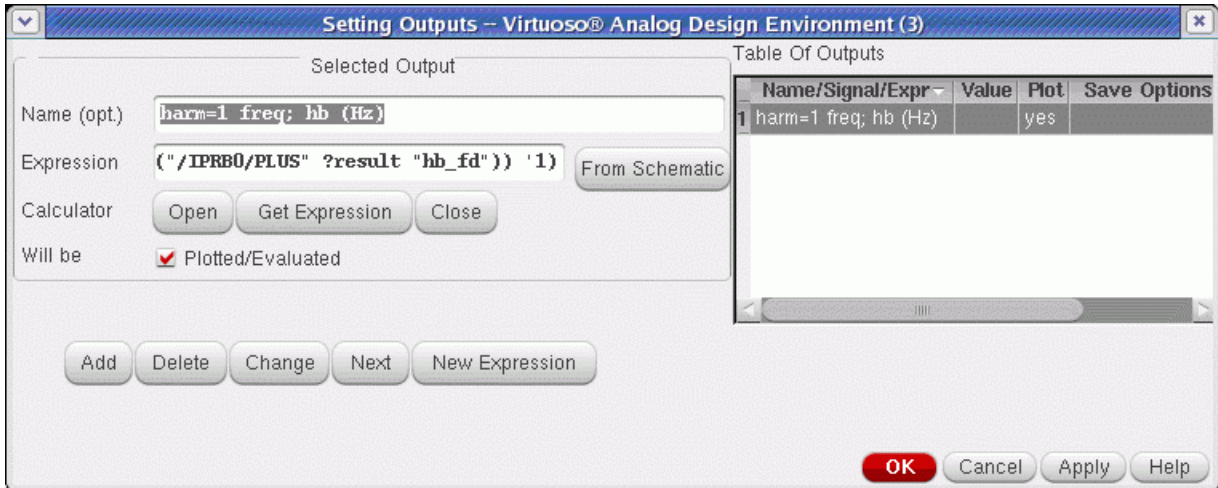 Setting Outputs -- Virtuoso® Analog Design Environment (3)
Selected Output
Name (opt.) harm=1 freq; hb (Hz)
Expression ("/IPRB0/PLUS" ?result "hb_fd")) '1) From Schematic
Calculator Open Get Expression Close
Will be Plotted/Evaluated
Add Delete Change Next New Expression
Table Of Outputs
Name/Signal/Expr Value Plot Save Options
1 harm=1 freq; hb (Hz) yes
OK Cancel Apply Help